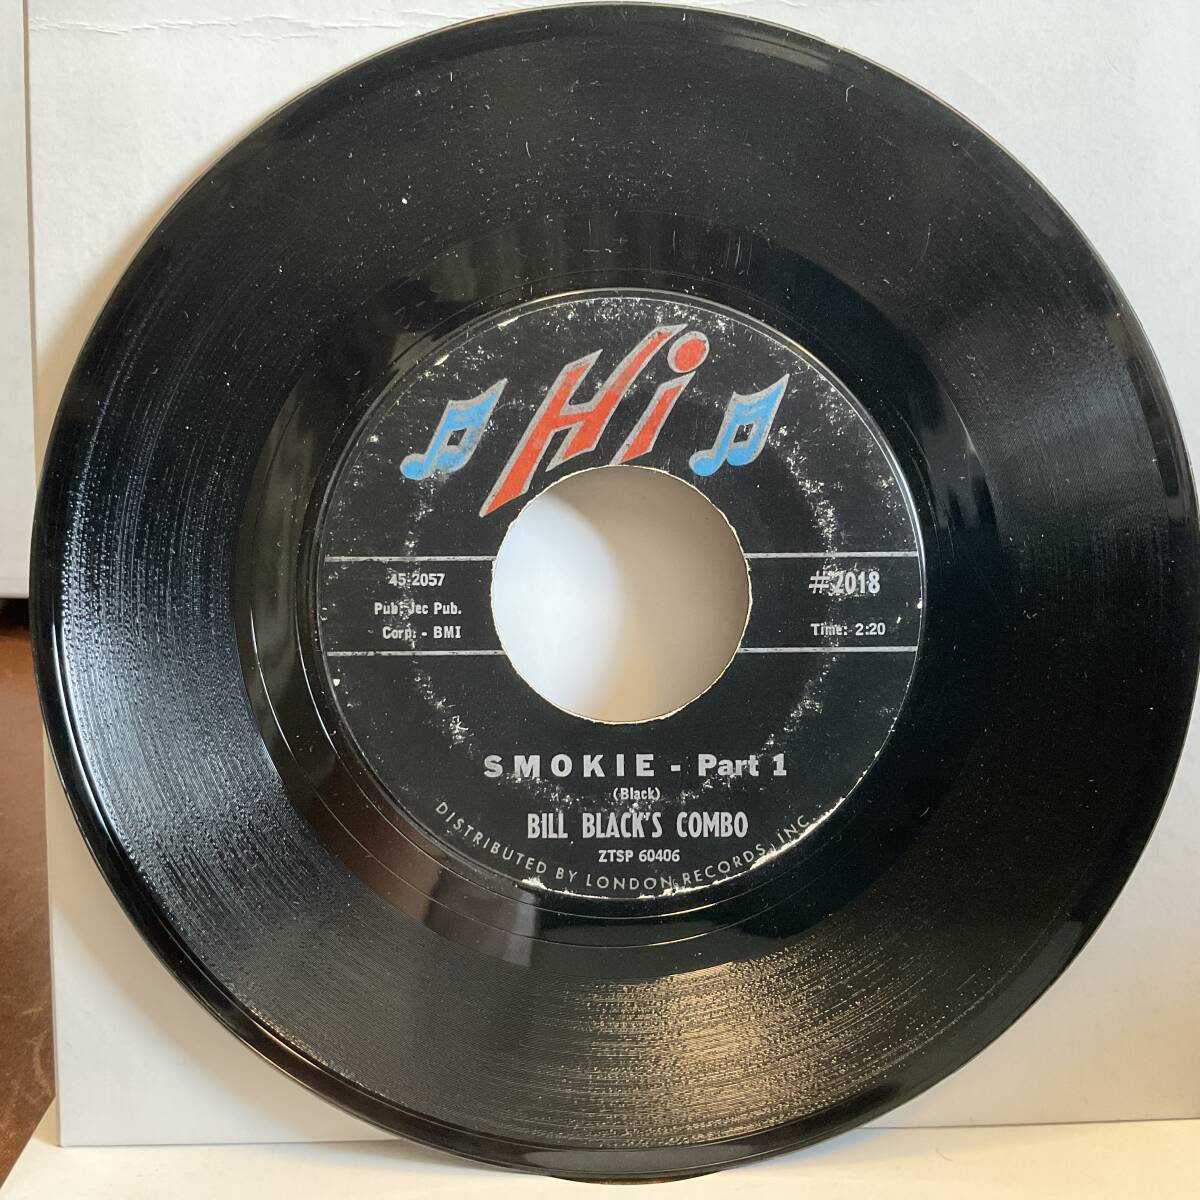 Hi
45-2057
Pub; Jec Pub.
Corp. - BMI
#2018
Time: 2:20
SMOKIE - Part 1
(Black)
BILL BLACK'S COMBO
ZTSP 60406
DISTRIBUTED BY LONDON RECORDS, INC.